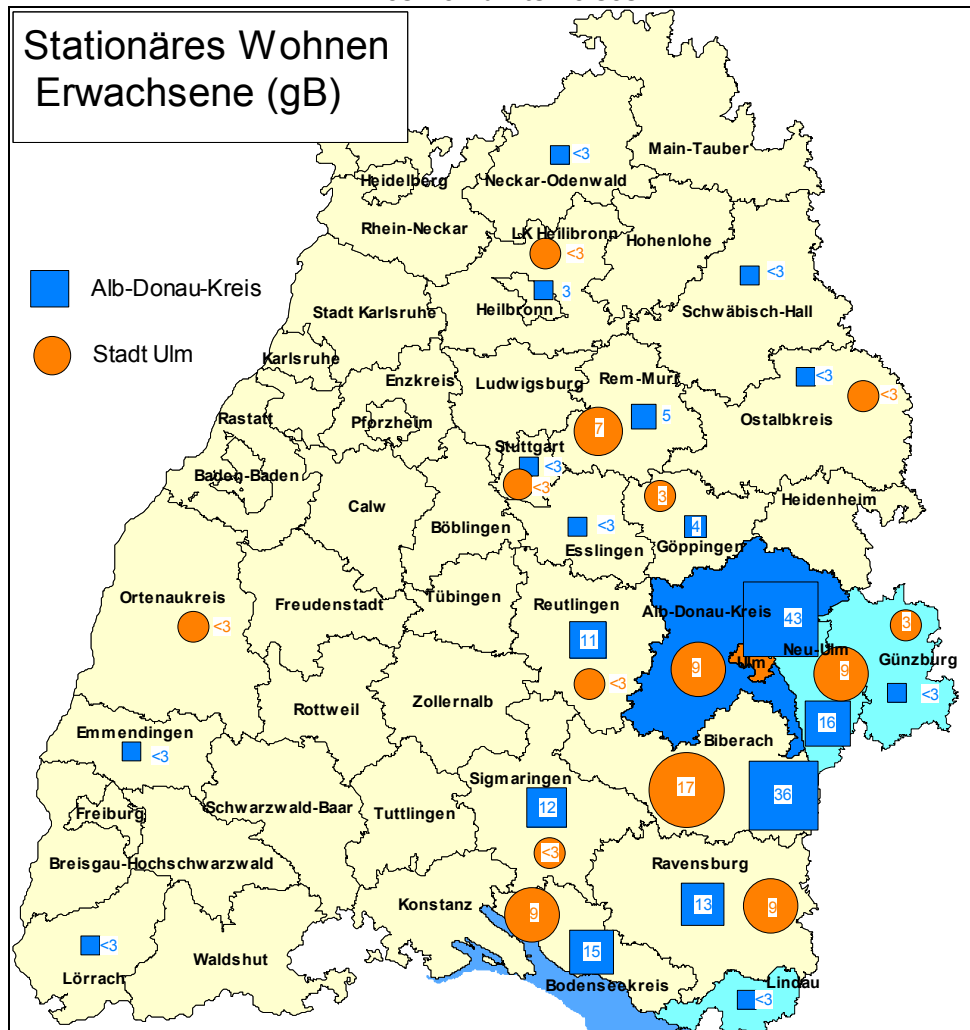 Stationäres Wohnen
Erwachsene (gB)
Main-Tauber
<3
Neckar-Odenwald
Heidelberg
Rhein-Neckar
LK Heilibronn
Hohenlohe
<3
<3
Alb-Donau-Kreis
3
Stadt Karlsruhe
Heilbronn
Schwäbisch-Hall
Stadt Ulm
Karlsruhe
Enzkreis
Ludwigsburg
Rem-Murr
<3
<3
Rastatt
Pforzheim
5
Ostalbkreis
7
Stuttgart
<3
Baden-Baden
<3
Calw
Böblingen
3
Heidenheim
<3
4
Esslingen
Göppingen
Ortenaukreis
Freudenstadt
Tübingen
Reutlingen
Alb-Donau-Kreis
43
<3
11
3
Neu-Ulm
Ulm
Günzburg
9
9
<3
<3
Rottweil
Zollernalb
16
Emmendingen
<3
Biberach
Sigmaringen
17
36
12
Schwarzwald-Baar
Tuttlingen
Freiburg
<3
Breisgau-Hochschwarzwald
Ravensburg
Konstanz
9
13
9
<3
15
Waldshut
Lörrach
Bodenseekreis
Lindau
<3